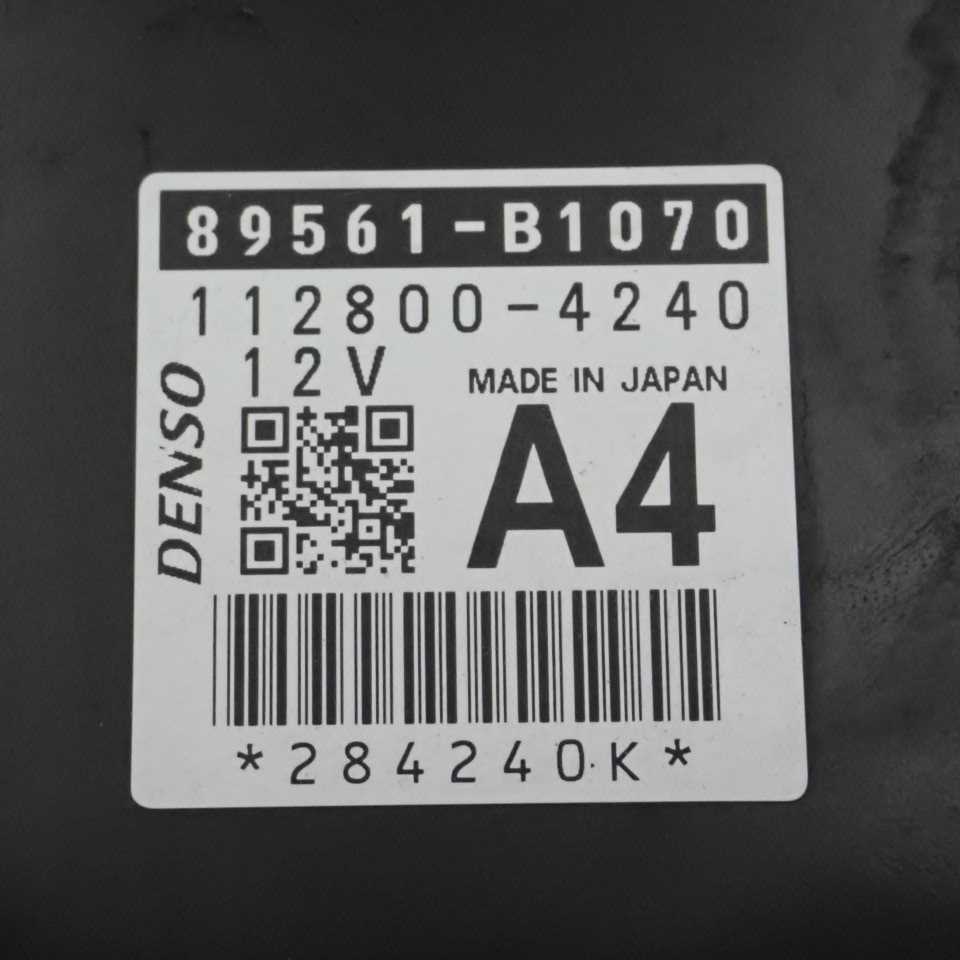 89561-B1070
112800-4240
12V
MADE IN JAPAN
DENSO
A4
*284240K*